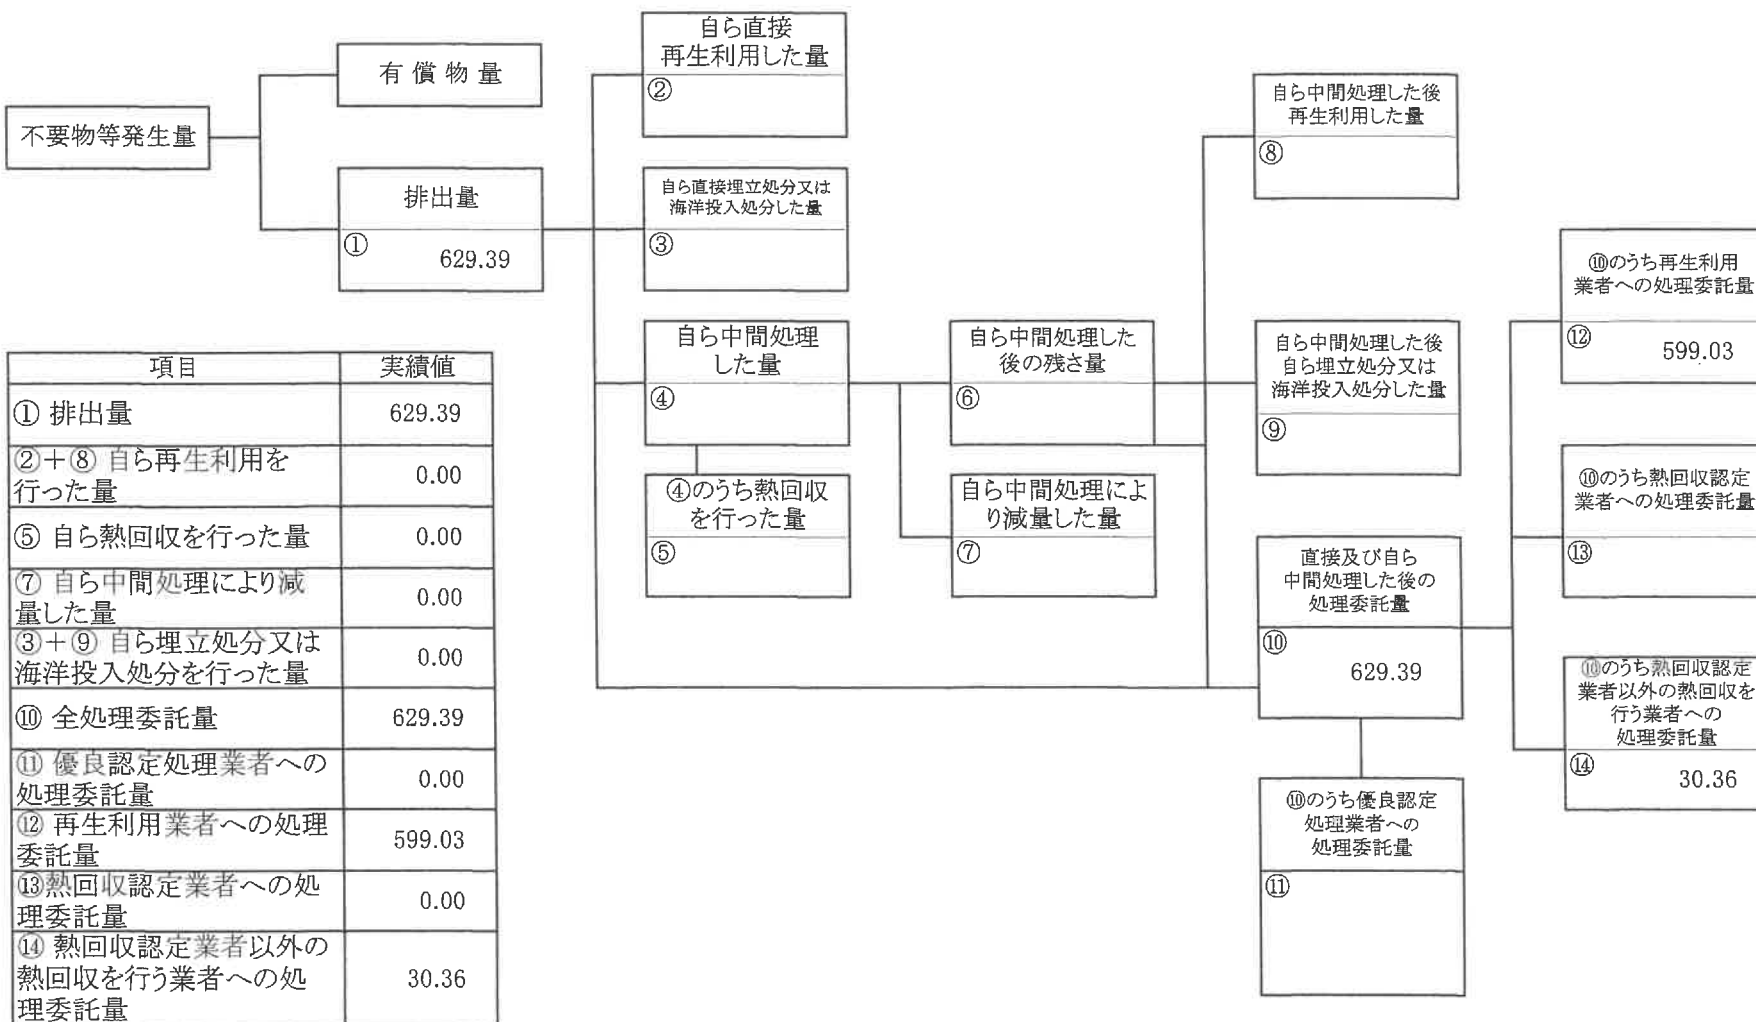 不要物等発生量
有償物量
排出量
①
629.39
自ら直接
再生利用した量
②
自ら直接埋立処分又は
海洋投入処分した量
③
自ら中間処理
した量
④
④のうち熱回収
を行った量
⑤
自ら中間処理した
後の残さ量
⑥
自ら中間処理によ
り減量した量
⑦
自ら中間処理した後
再生利用した量
⑧
自ら中間処理した後
自ら埋立処分又は
海洋投入処分した量
⑨
直接及び自ら
中間処理した後の
処理委託量
⑩
629.39
⑩のうち優良認定
処理業者への
処理委託量
⑪
⑩のうち再生利用
業者への処理委託量
⑫
599.03
⑩のうち熱回収認定
業者への処理委託量
⑬
⑩のうち熱回収認定
業者以外の熱回収を
行う業者への
処理委託量
⑭
30.36
項目 実績値
① 排出量 629.39
②+⑧ 自ら再生利用を
行った量 0.00
⑤ 自ら熱回収を行った量 0.00
⑦ 自ら中間処理により減
量した量 0.00
③+⑨ 自ら埋立処分又は
海洋投入処分を行った量 0.00
⑩ 全処理委託量 629.39
⑪ 優良認定処理業者への
処理委託量 0.00
⑫ 再生利用業者への処理
委託量 599.03
⑬熱回収認定業者への処
理委託量 0.00
⑭ 熱回収認定業者以外の
熱回収を行う業者への処
理委託量 30.36